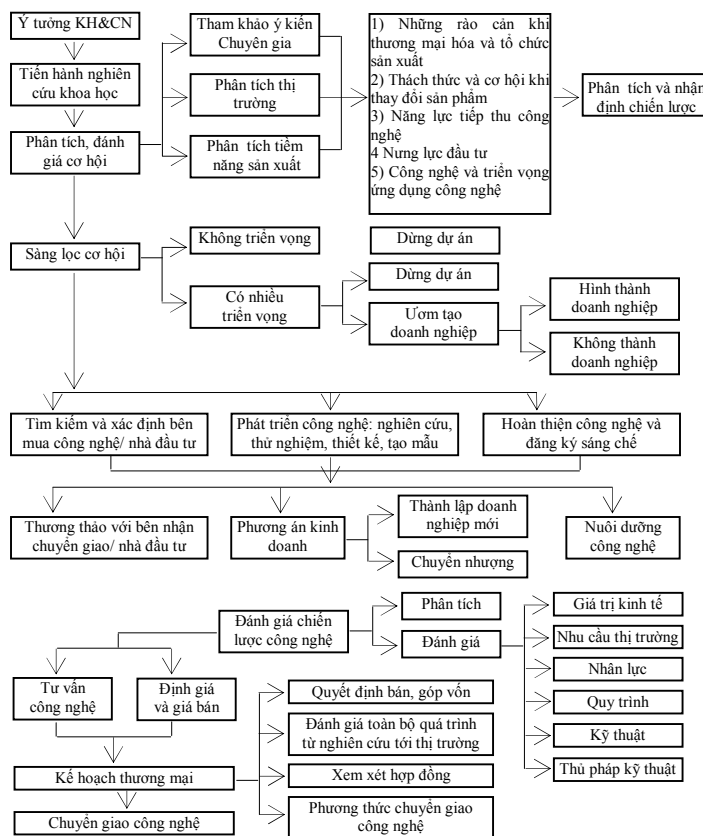 Ý tưởng KH&CN
Tiến hành nghiên
cứu khoa học
Phân tích, đánh
giá cơ hội
Tham khảo ý kiến
Chuyên gia
Phân tích thị
trường
Phân tích tiềm
năng sản xuất
1) Những rào cản khi
thương mại hóa và tổ chức
sản xuất
2) Thách thức và cơ hội khi
thay đổi sản phẩm
3) Năng lực tiếp thu công
nghệ
4 Nưng lực đầu tư
5) Công nghệ và triển vọng
ứng dụng công nghệ
Phân tích và nhận
định chiến lược
Sàng lọc cơ hội
Không triển vọng
Dừng dự án
Có nhiều
triển vọng
Dừng dự án
Ươm tạo
doanh nghiệp
Hình thành
doanh nghiệp
Không thành
doanh nghiệp
Tìm kiếm và xác định bên
mua công nghệ/ nhà đầu tư
Phát triển công nghệ: nghiên cứu,
thử nghiệm, thiết kế, tạo mẫu
Hoàn thiện công nghệ và
đăng ký sáng chế
Thương thảo với bên nhận
chuyển giao/ nhà đầu tư
Phương án kinh
doanh
Thành lập doanh
nghiệp mới
Chuyển nhượng
Nuôi dưỡng
công nghệ
Đánh giá chiến
lược công nghệ
Phân tích
Đánh giá
Giá trị kinh tế
Nhu cầu thị trường
Nhân lực
Quy trình
Kỹ thuật
Thủ pháp kỹ thuật
Tư vấn
công nghệ
Định giá
và giá bán
Kế hoạch thương mại
Chuyển giao công nghệ
Quyết định bán, góp vốn
Đánh giá toàn bộ quá trình
từ nghiên cứu tới thị trường
Xem xét hợp đồng
Phương thức chuyển giao
công nghệ